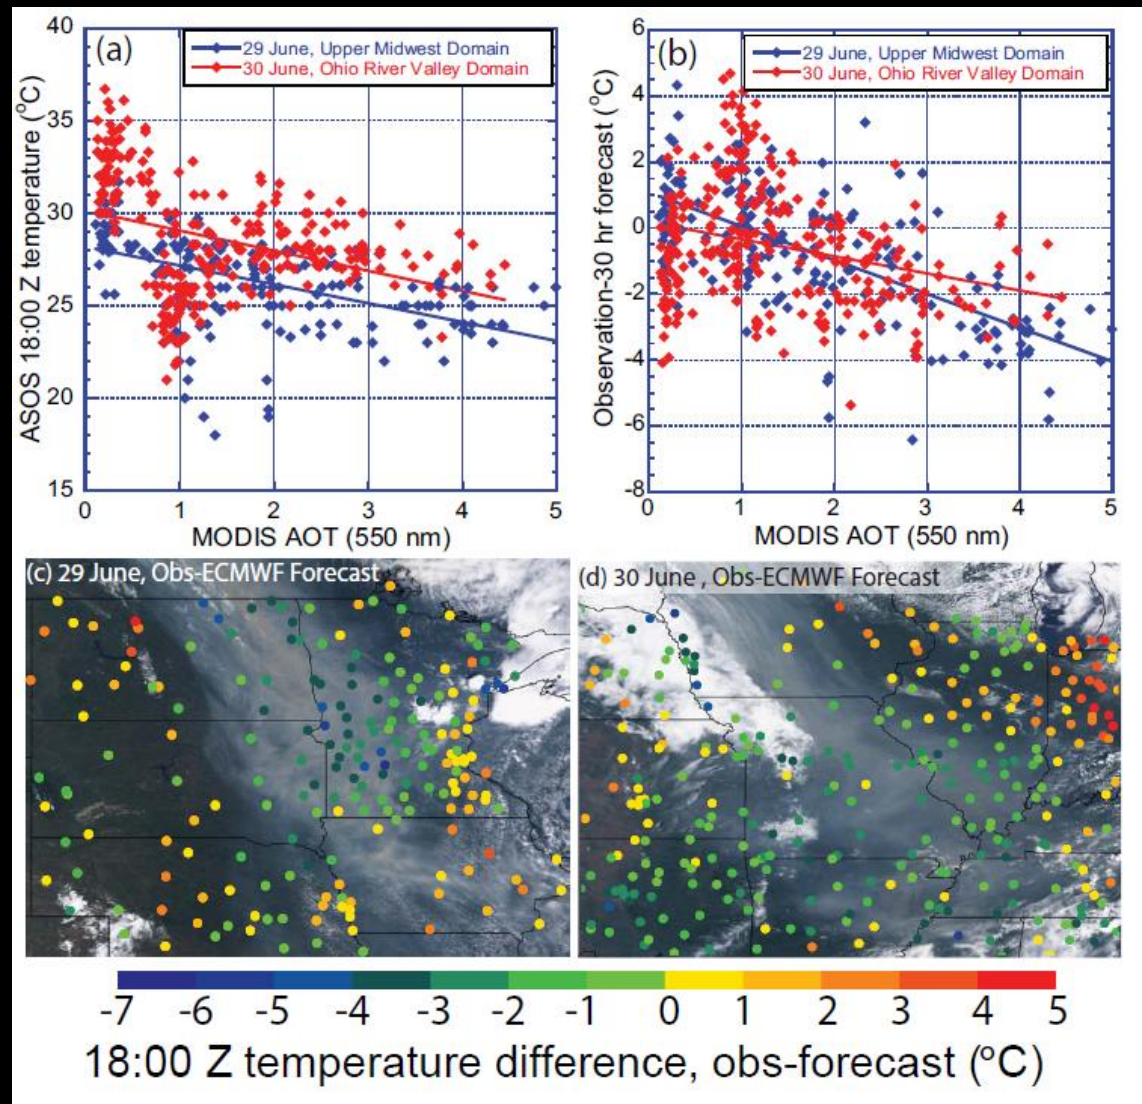 (a)
29 June, Upper Midwest Domain
30 June, Ohio River Valley Domain
ASOS 18:00 Z temperature (°C)
40
35
30
25
20
15
0 1 2 3 4 5
MODIS AOT (550 nm)
(b)
29 June, Upper Midwest Domain
30 June, Ohio River Valley Domain
Observation-30 hr forecast (°C)
6
4
2
0
-2
-4
-6
-8
0 1 2 3 4 5
MODIS AOT (550 nm)
(c) 29 June, Obs-ECMWF Forecast
(d) 30 June , Obs-ECMWF Forecast
-7 -6 -5 -4 -3 -2 -1 0 1 2 3 4 5
18:00 Z temperature difference, obs-forecast (°C)